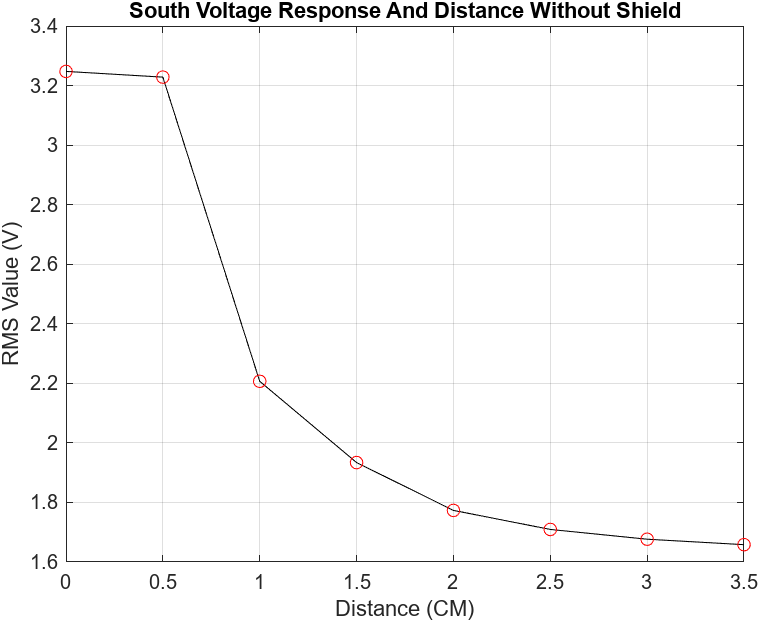 South Voltage Response And Distance Without Shield
3.4
3.2
3
2.8
2.6
2.4
2.2
2
1.8
1.6
RMS Value (V)
0 0.5 1 1.5 2 2.5 3 3.5
Distance (CM)